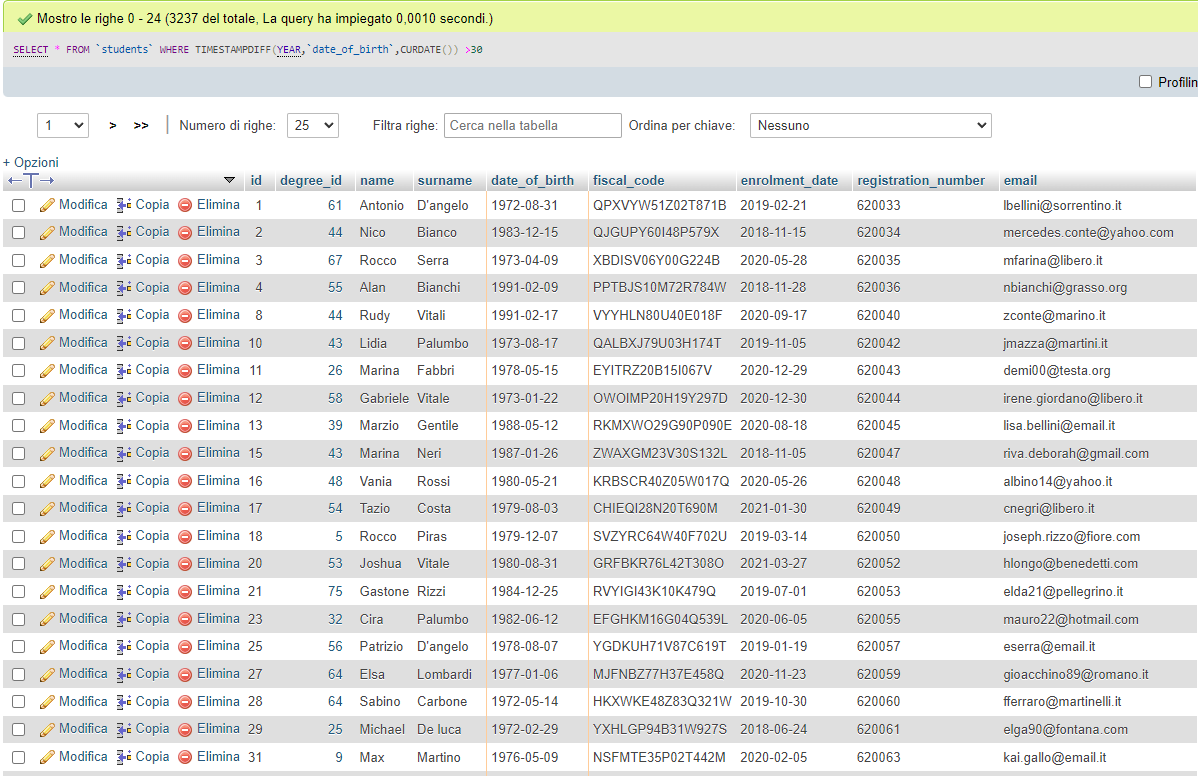 Mostro le righe 0 - 24 (3237 del totale, La query ha impiegato 0,0010 secondi.)
SELECT * FROM `students` WHERE TIMESTAMPDIFF(YEAR,`date_of_birth`,CURDATE()) >30
Profilin
1 > >> Numero di righe: 25 Filtra righe: Cerca nella tabella Ordina per chiave: Nessuno
+ Opzioni
←T→ id degree_id name surname date_of_birth fiscal_code enrolment_date registration_number email
Modifica Copia Elimina 1 61 Antonio D'angelo 1972-08-31 QPXVYW51Z02T871B 2019-02-21 620033 lbellini@sorrentino.it
Modifica Copia Elimina 2 44 Nico Bianco 1983-12-15 QJGUPY60I48P579X 2018-11-15 620034 mercedes.conte@yahoo.com
Modifica Copia Elimina 3 67 Rocco Serra 1973-04-09 XBDISV06Y00G224B 2020-05-28 620035 mfarina@libero.it
Modifica Copia Elimina 4 55 Alan Bianchi 1991-02-09 PPTBJS10M72R784W 2018-11-28 620036 nbianchi@grasso.org
Modifica Copia Elimina 8 44 Rudy Vitali 1991-02-17 VYYHLN80U40E018F 2020-09-17 620040 zconte@marino.it
Modifica Copia Elimina 10 43 Lidia Palumbo 1973-08-17 QALBXJ79U03H174T 2019-11-05 620042 jmazza@martini.it
Modifica Copia Elimina 11 26 Marina Fabbri 1978-05-15 EYITRZ20B15I067V 2020-12-29 620043 demi00@testa.org
Modifica Copia Elimina 12 58 Gabriele Vitale 1973-01-22 OWOIMP20H19Y297D 2020-12-30 620044 irene.giordano@libero.it
Modifica Copia Elimina 13 39 Marzio Gentile 1988-05-12 RKMXWO29G90P090E 2020-08-18 620045 lisa.bellini@email.it
Modifica Copia Elimina 15 43 Marina Neri 1987-01-26 ZWAXGM23V30S132L 2018-11-05 620047 riva.deborah@gmail.com
Modifica Copia Elimina 16 48 Vania Rossi 1980-05-21 KRBSCR40Z05W017Q 2020-05-26 620048 albino14@yahoo.it
Modifica Copia Elimina 17 54 Tazio Costa 1979-08-03 CHIEQI28N20T690M 2021-01-30 620049 cnegri@libero.it
Modifica Copia Elimina 18 5 Rocco Piras 1979-12-07 SVZYRC64W40F702U 2019-03-14 620050 joseph.rizzo@fiore.com
Modifica Copia Elimina 20 53 Joshua Vitale 1980-08-31 GRFBKR76L42T308O 2021-03-27 620052 hlongo@benedetti.com
Modifica Copia Elimina 21 75 Gastone Rizzi 1984-12-25 RVYIGI43K10K479Q 2019-07-01 620053 elda21@pellegrino.it
Modifica Copia Elimina 23 32 Cira Palumbo 1982-06-12 EFGHKM16G04Q539L 2020-06-05 620055 mauro22@hotmail.com
Modifica Copia Elimina 25 56 Patrizio D'angelo 1978-08-07 YGDKUH71V87C619T 2019-01-19 620057 eserra@email.it
Modifica Copia Elimina 27 64 Elsa Lombardi 1977-01-06 MJFNBZ77H37E458Q 2020-11-23 620059 gioacchino89@romano.it
Modifica Copia Elimina 28 64 Sabino Carbone 1972-05-14 HKXWKE48Z83Q321W 2019-10-30 620060 fferraro@martinelli.it
Modifica Copia Elimina 29 25 Michael De luca 1972-02-29 YXHLGP94B31W927S 2018-06-24 620061 elga90@fontana.com
Modifica Copia Elimina 31 9 Max Martino 1976-05-09 NSFMTE35P02T442M 2020-02-05 620063 kai.gallo@email.it